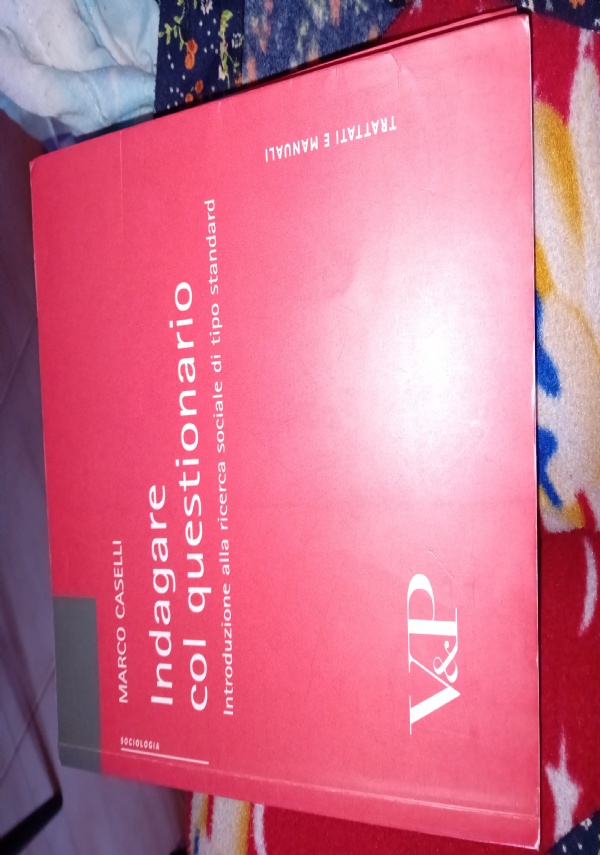 SOCIOLOGIA
MARCO CASELLI
Indagare
col questionario
Introduzione alla ricerca sociale di tipo standard
TRATTATI E MANUALI
V&P